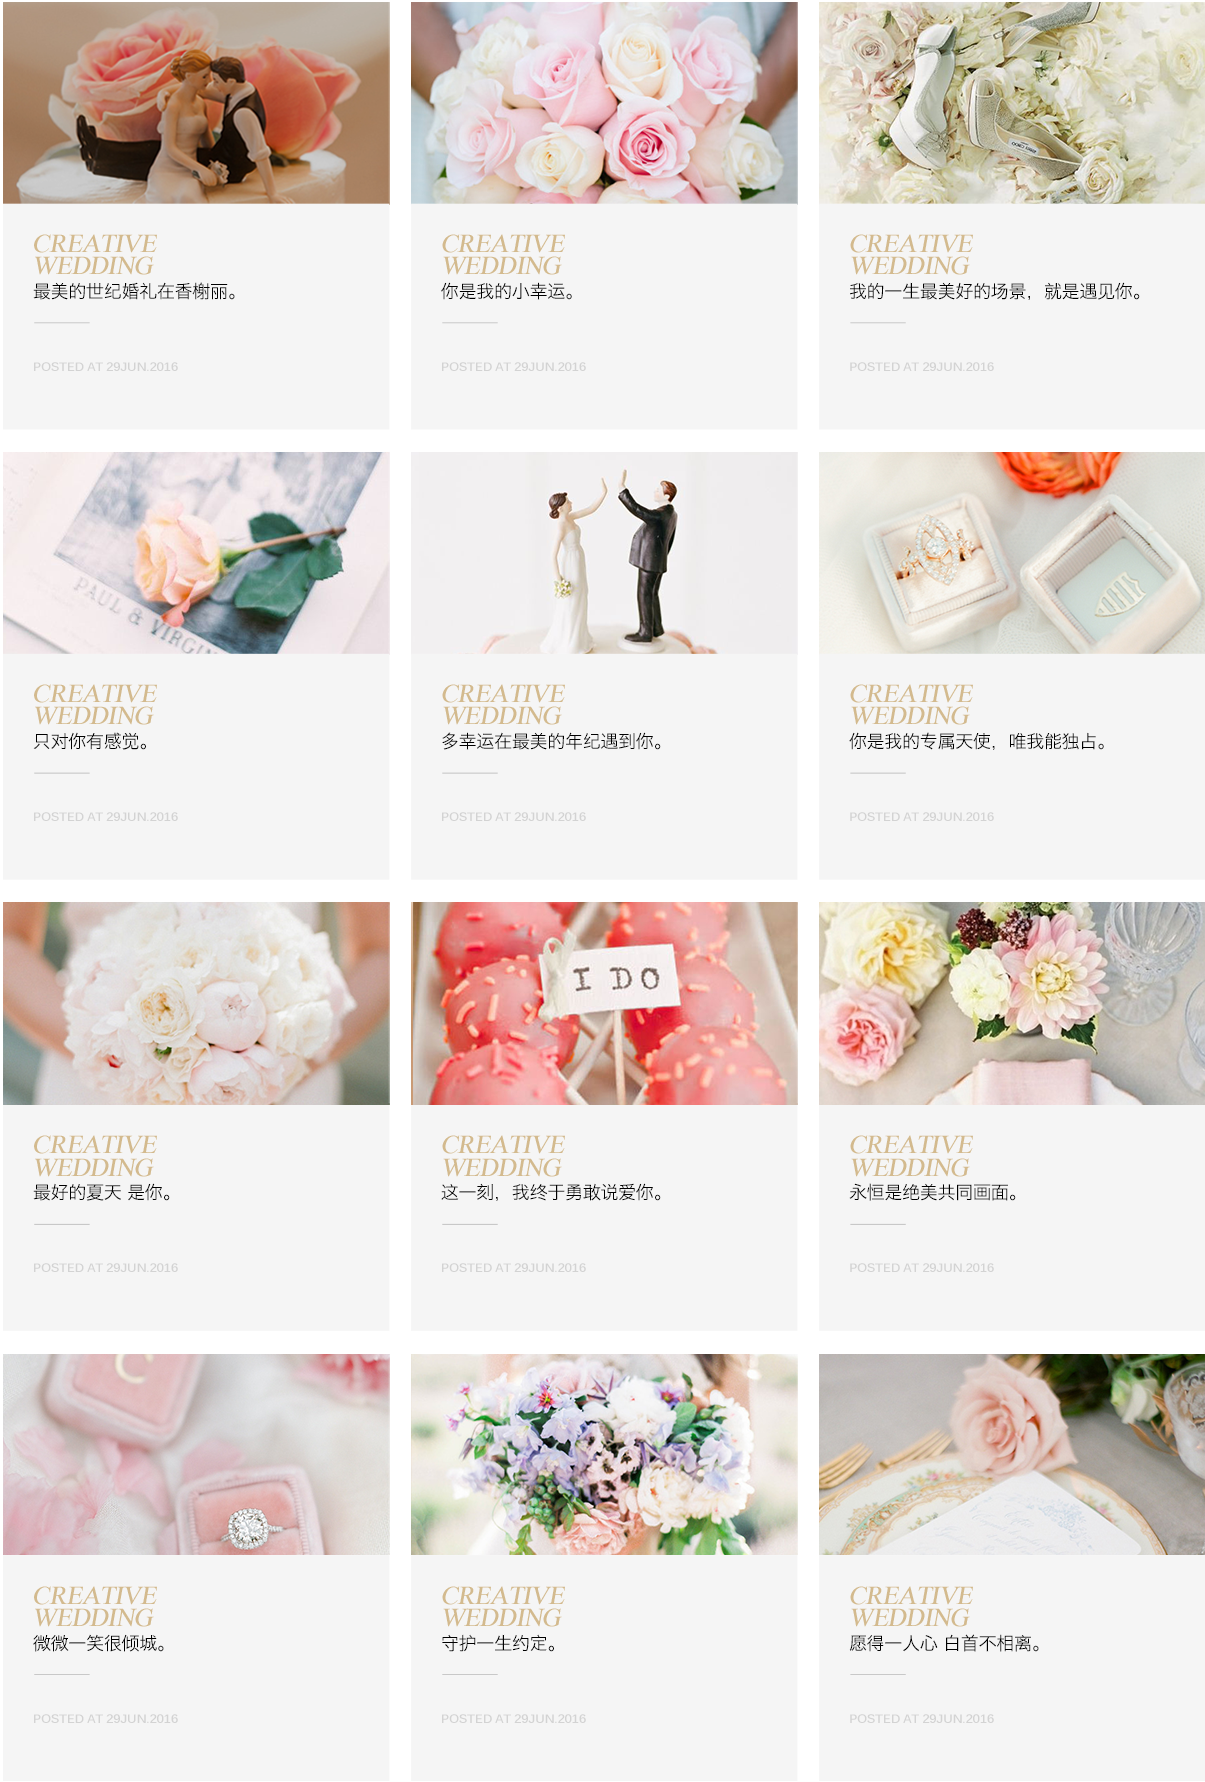 CREATIVE
WEDDING
最美的世纪婚礼在香榭丽。
POSTED AT 29JUN.2016
CREATIVE
WEDDING
你是我的小幸运。
POSTED AT 29JUN.2016
CREATIVE
WEDDING
我的一生最美好的场景，就是遇见你。
POSTED AT 29JUN.2016
PAUL & VIRGIN
CREATIVE
WEDDING
只对你有感觉。
POSTED AT 29JUN.2016
CREATIVE
WEDDING
多幸运在最美的年纪遇到你。
POSTED AT 29JUN.2016
CREATIVE
WEDDING
你是我的专属天使，唯我能独占。
POSTED AT 29JUN.2016
CREATIVE
WEDDING
最好的夏天 是你。
POSTED AT 29JUN.2016
I DO
CREATIVE
WEDDING
这一刻，我终于勇敢说爱你。
POSTED AT 29JUN.2016
CREATIVE
WEDDING
永恒是绝美共同画面。
POSTED AT 29JUN.2016
C
CREATIVE
WEDDING
微微一笑很倾城。
POSTED AT 29JUN.2016
CREATIVE
WEDDING
守护一生约定。
POSTED AT 29JUN.2016
CREATIVE
WEDDING
愿得一人心 白首不相离。
POSTED AT 29JUN.2016